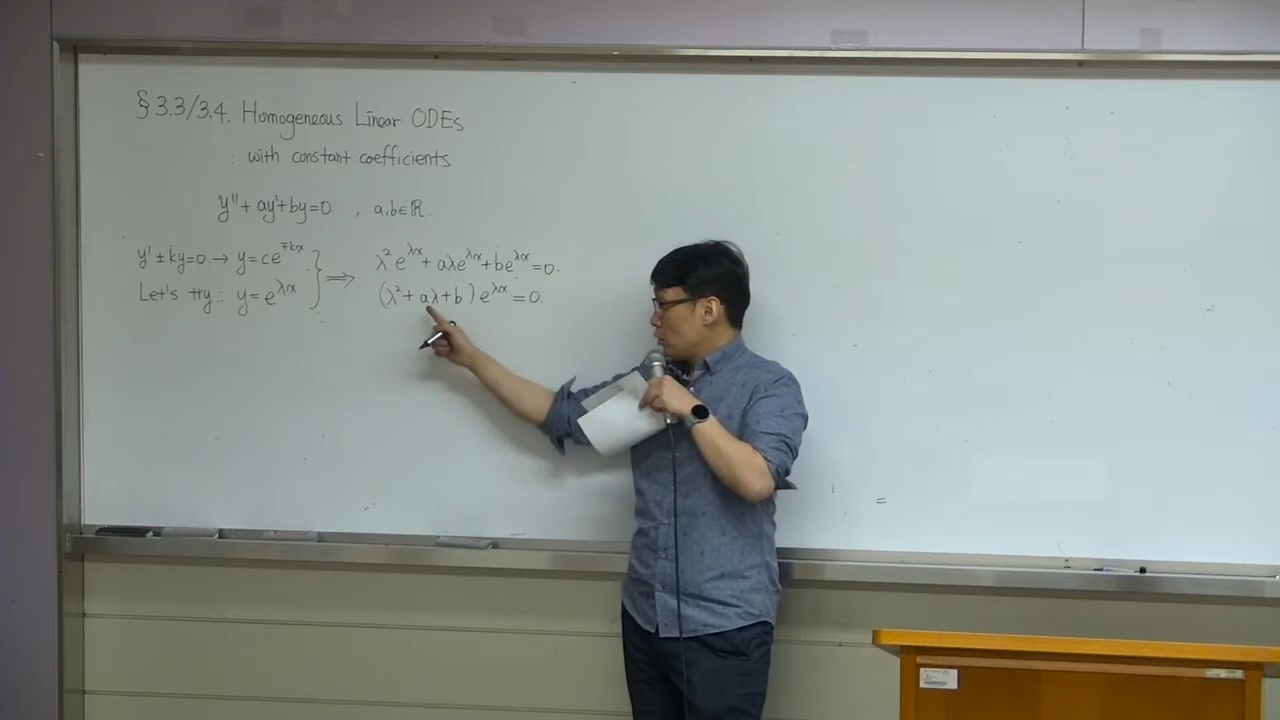 §3.3/3.4. Homogeneous Linear ODEs
: with constant coefficients
y''+ay'+by=0 , a,b∈ℝ.
y'±ky=0.→ y=ce^{∓kx}
Let's try: y=e^{λx}
⇒ λ²e^{λx}+aλe^{λx}+be^{λx}=0.
(λ²+aλ+b)e^{λx}=0.
=